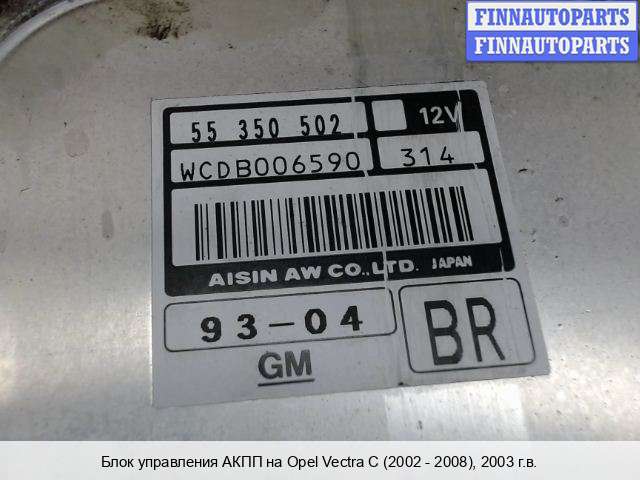 FINNAUTOPARTS
FINNAUTOPARTS
55 350 502 12V
WCDB006590 314
AISIN AW CO.,LTD. JAPAN
93-04
BR
GM
Блок управления АКПП на Opel Vectra C (2002 - 2008), 2003 г.в.